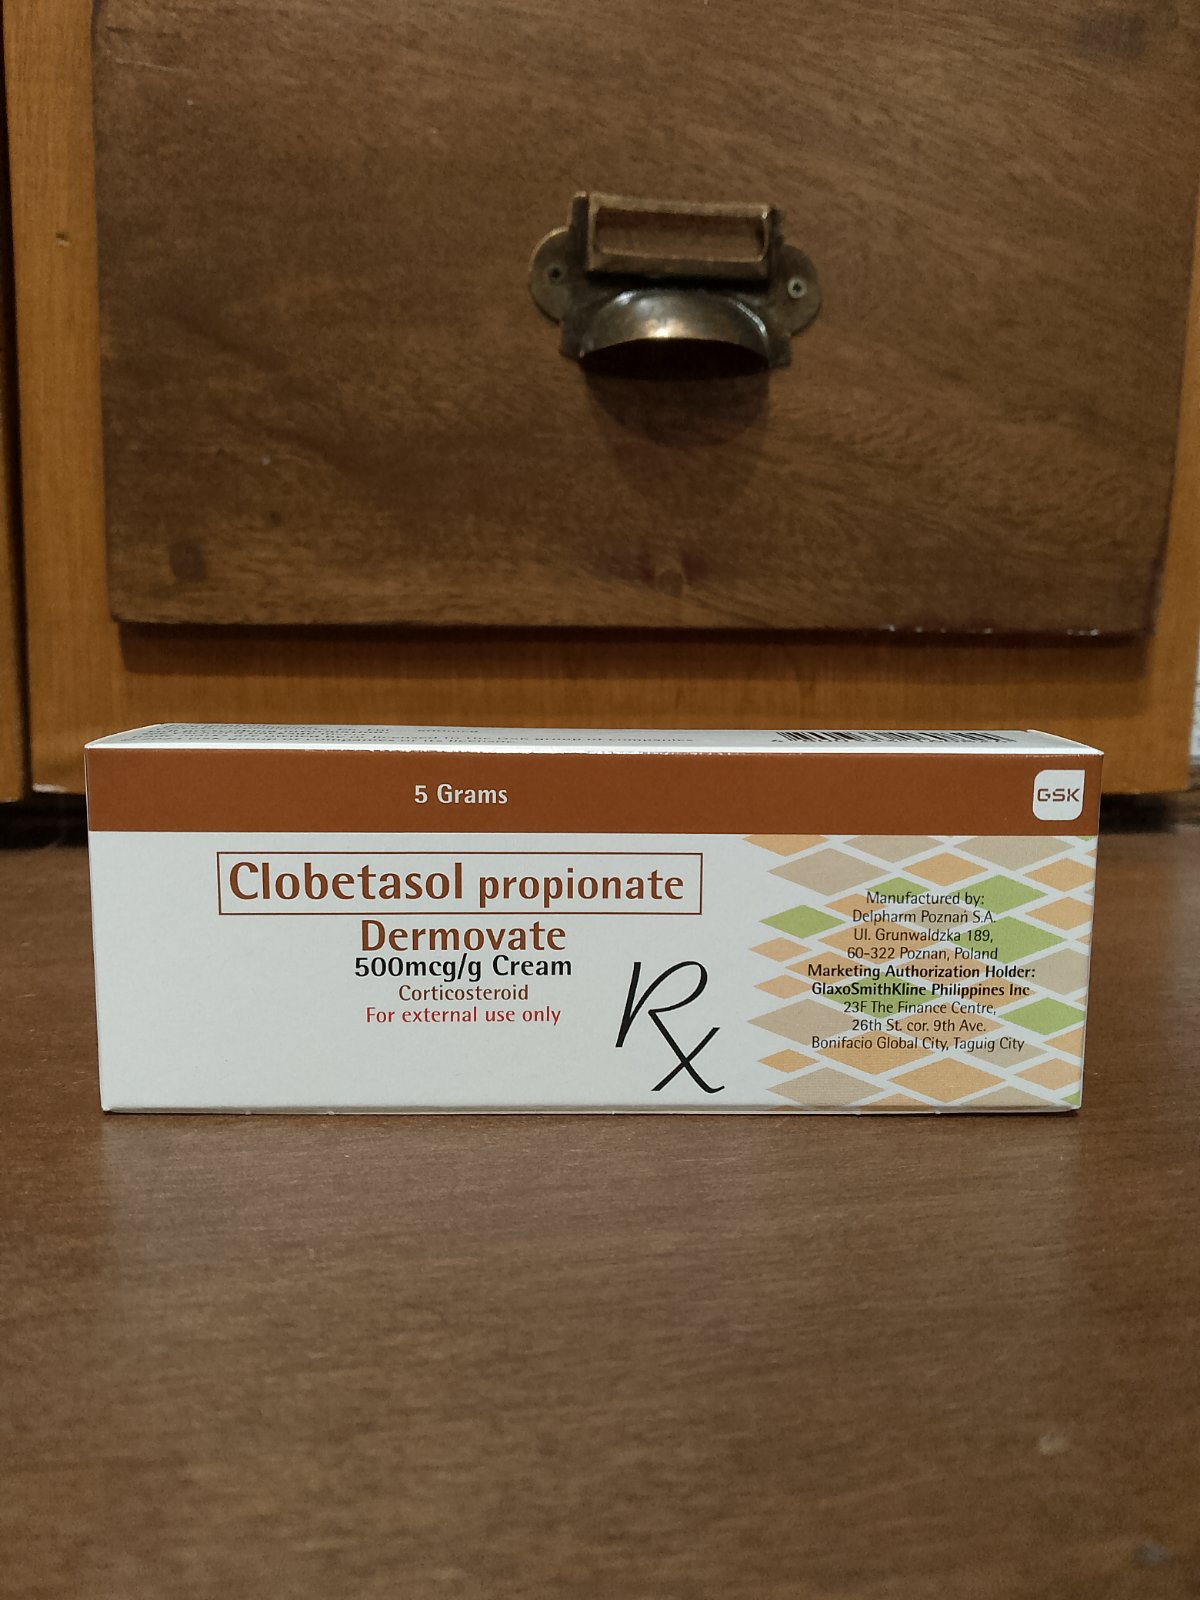 5 Grams
GSK
Clobetasol propionate
Dermovate
500mcg/g Cream
Corticosteroid
For external use only
Rx
Manufactured by:
Delpharm Poznań S.A.
Ul. Grunwaldzka 189,
60-322 Poznan, Poland
Marketing Authorization Holder:
GlaxoSmithKline Philippines Inc
23F The Finance Centre,
26th St. cor. 9th Ave.
Bonifacio Global City, Taguig City